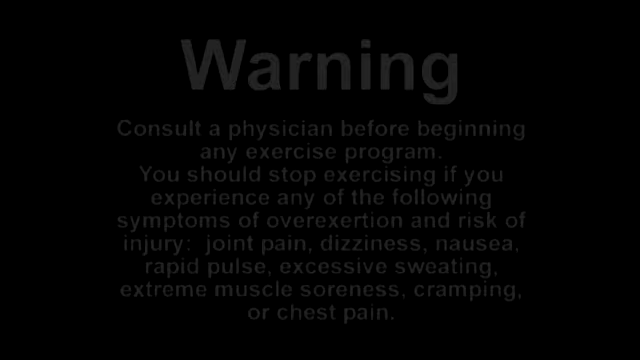 Warning
Consult a physician before beginning
any exercise program.
You should stop exercising if you
experience any of the following
symptoms of overexertion and risk of
injury:  joint pain, dizziness, nausea,
rapid pulse, excessive sweating,
extreme muscle soreness, cramping,
or chest pain.